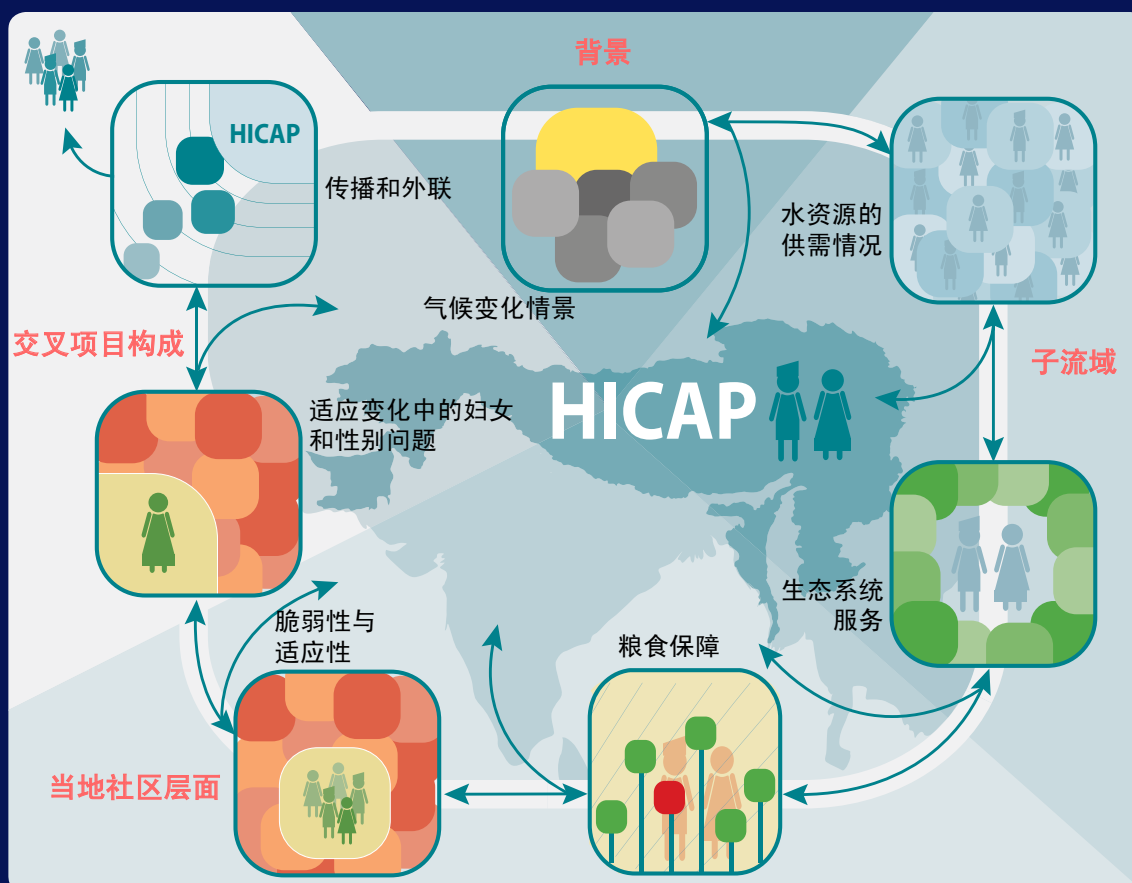 背景
HICAP
传播和外联
水资源的
供需情况
气候变化情景
交叉项目构成
子流域
HICAP
适应变化中的妇女
和性别问题
生态系统
服务
脆弱性与
适应性
粮食保障
当地社区层面